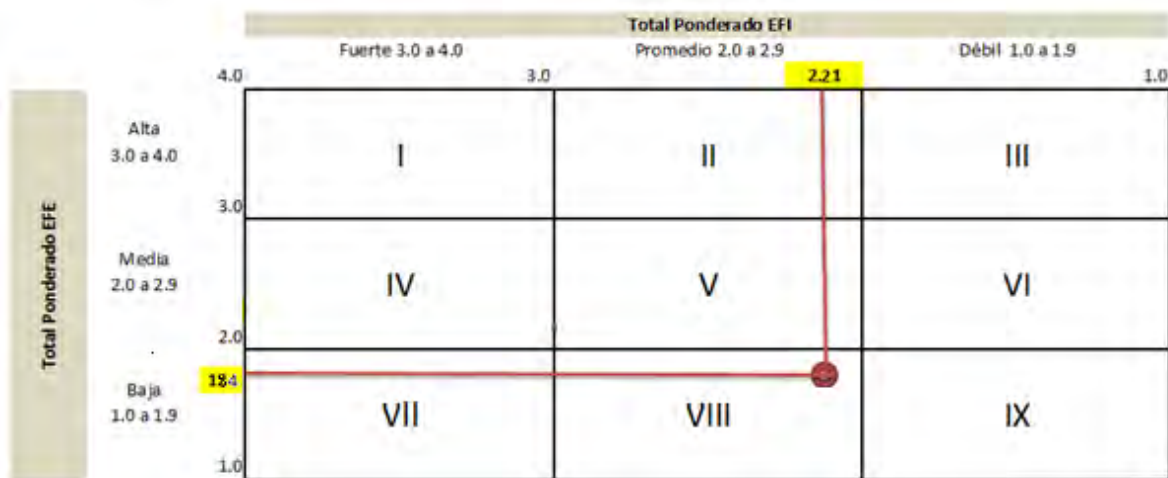 Total Ponderado EFI
Fuerte 3.0 a 4.0 Promedio 2.0 a 2.9 Débil 1.0 a 1.9
4.0 3.0 2.21 1.0
Alta
3.0 a 4.0
I II III
3.0
Total Ponderado EFE
Media
2.0 a 2.9
IV V VI
2.0
Baja
1.0 a 1.9
VII VIII IX
1.0